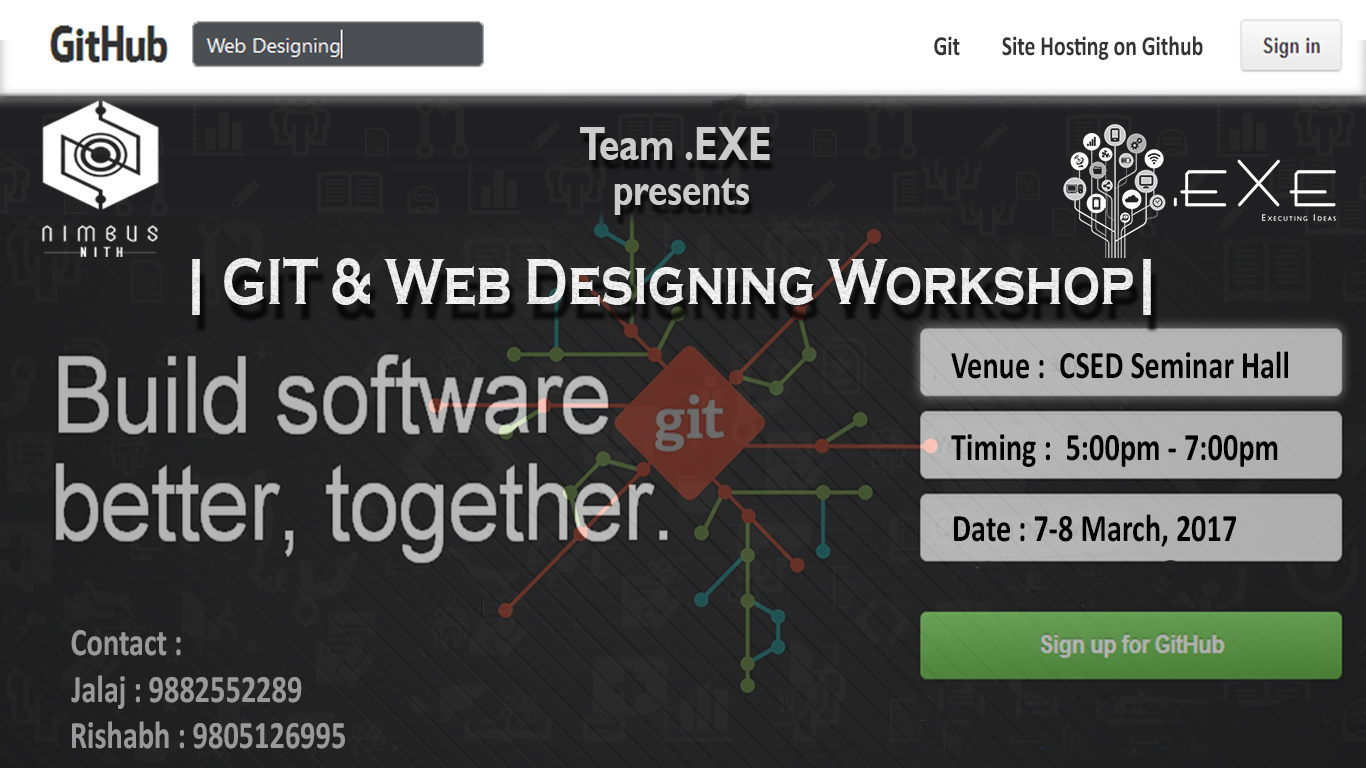 GitHub
Web Designing
Git
Site Hosting on Github
Sign in
NIMBUS
NITH
Team .EXE
presents
.EXE
Executing Ideas
| GIT & Web Designing Workshop|
Build software
better, together.
git
Venue : CSED Seminar Hall
Timing : 5:00pm - 7:00pm
Date : 7-8 March, 2017
Sign up for GitHub
Contact :
Jalaj : 9882552289
Rishabh : 9805126995